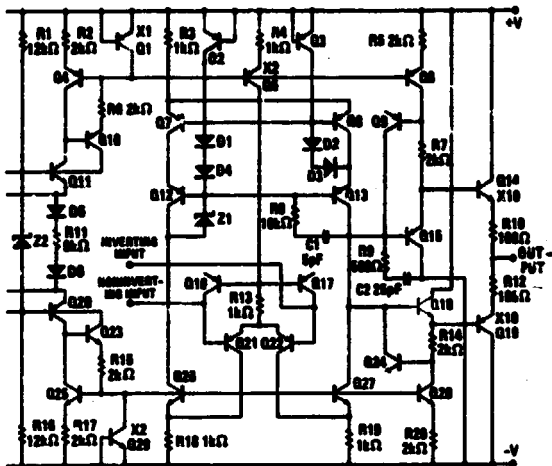 R1
12kΩ
R2
2kΩ
X1
Q1
R3
1kΩ
Q2
R4
1kΩ
Q3
R5 2kΩ
+V
Q4
X2
Q5
Q6
R6 2kΩ
Q7
Q8
Q9
Q10
D1
D2
R7
2kΩ
D4
D3
Q11
Q12
Q13
Q14
X10
D5
R8
10kΩ
Z1
R10
100Ω
Z2
R11
C1
5pF
R9
500Ω
Q15
OUT-
PUT
INVERTING
INPUT
D6
NONINVERT-
ING INPUT
Q16
Q17
R12
C2 25pF
Q20
R13
1kΩ
Q18
X10
Q19
Q23
Q21
Q22
R14
2kΩ
R15
2kΩ
Q24
Q25
Q26
Q27
Q28
R16
12kΩ
R17
2kΩ
X2
Q29
R18 1kΩ
R19
1kΩ
R20
2kΩ
-V